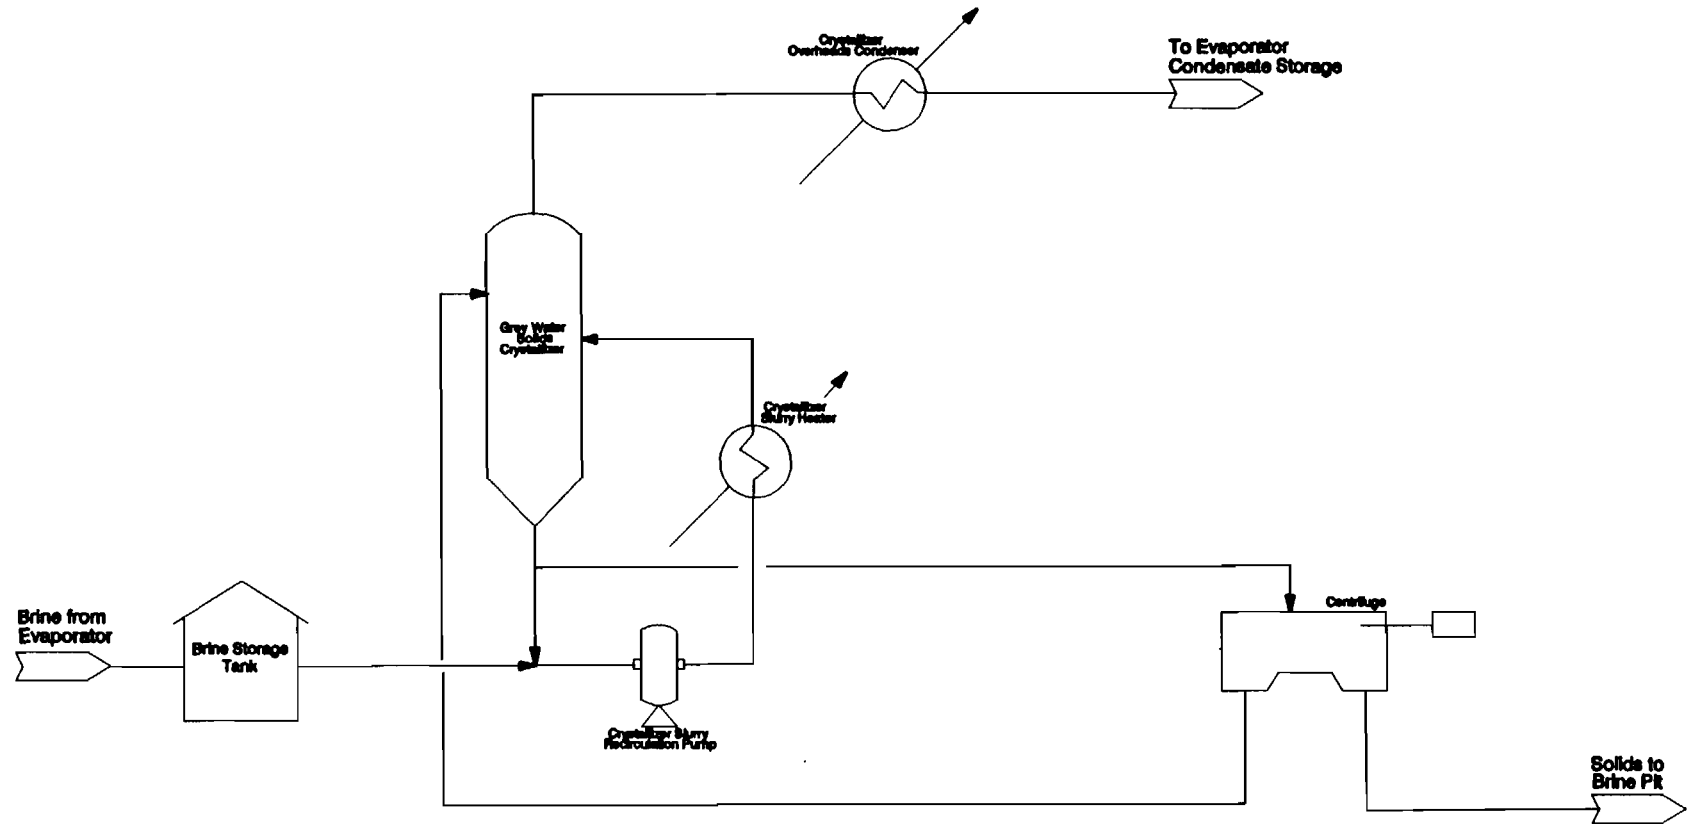 Crystallizer
Overheads Condenser
To Evaporator
Condensate Storage
Grey Water
Solids
Crystallizer
Crystallizer
Slurry Heater
Brine from
Evaporator
Brine Storage
Tank
Centrifuge
Crystallizer Slurry
Recirculation Pump
Solids to
Brine Pit